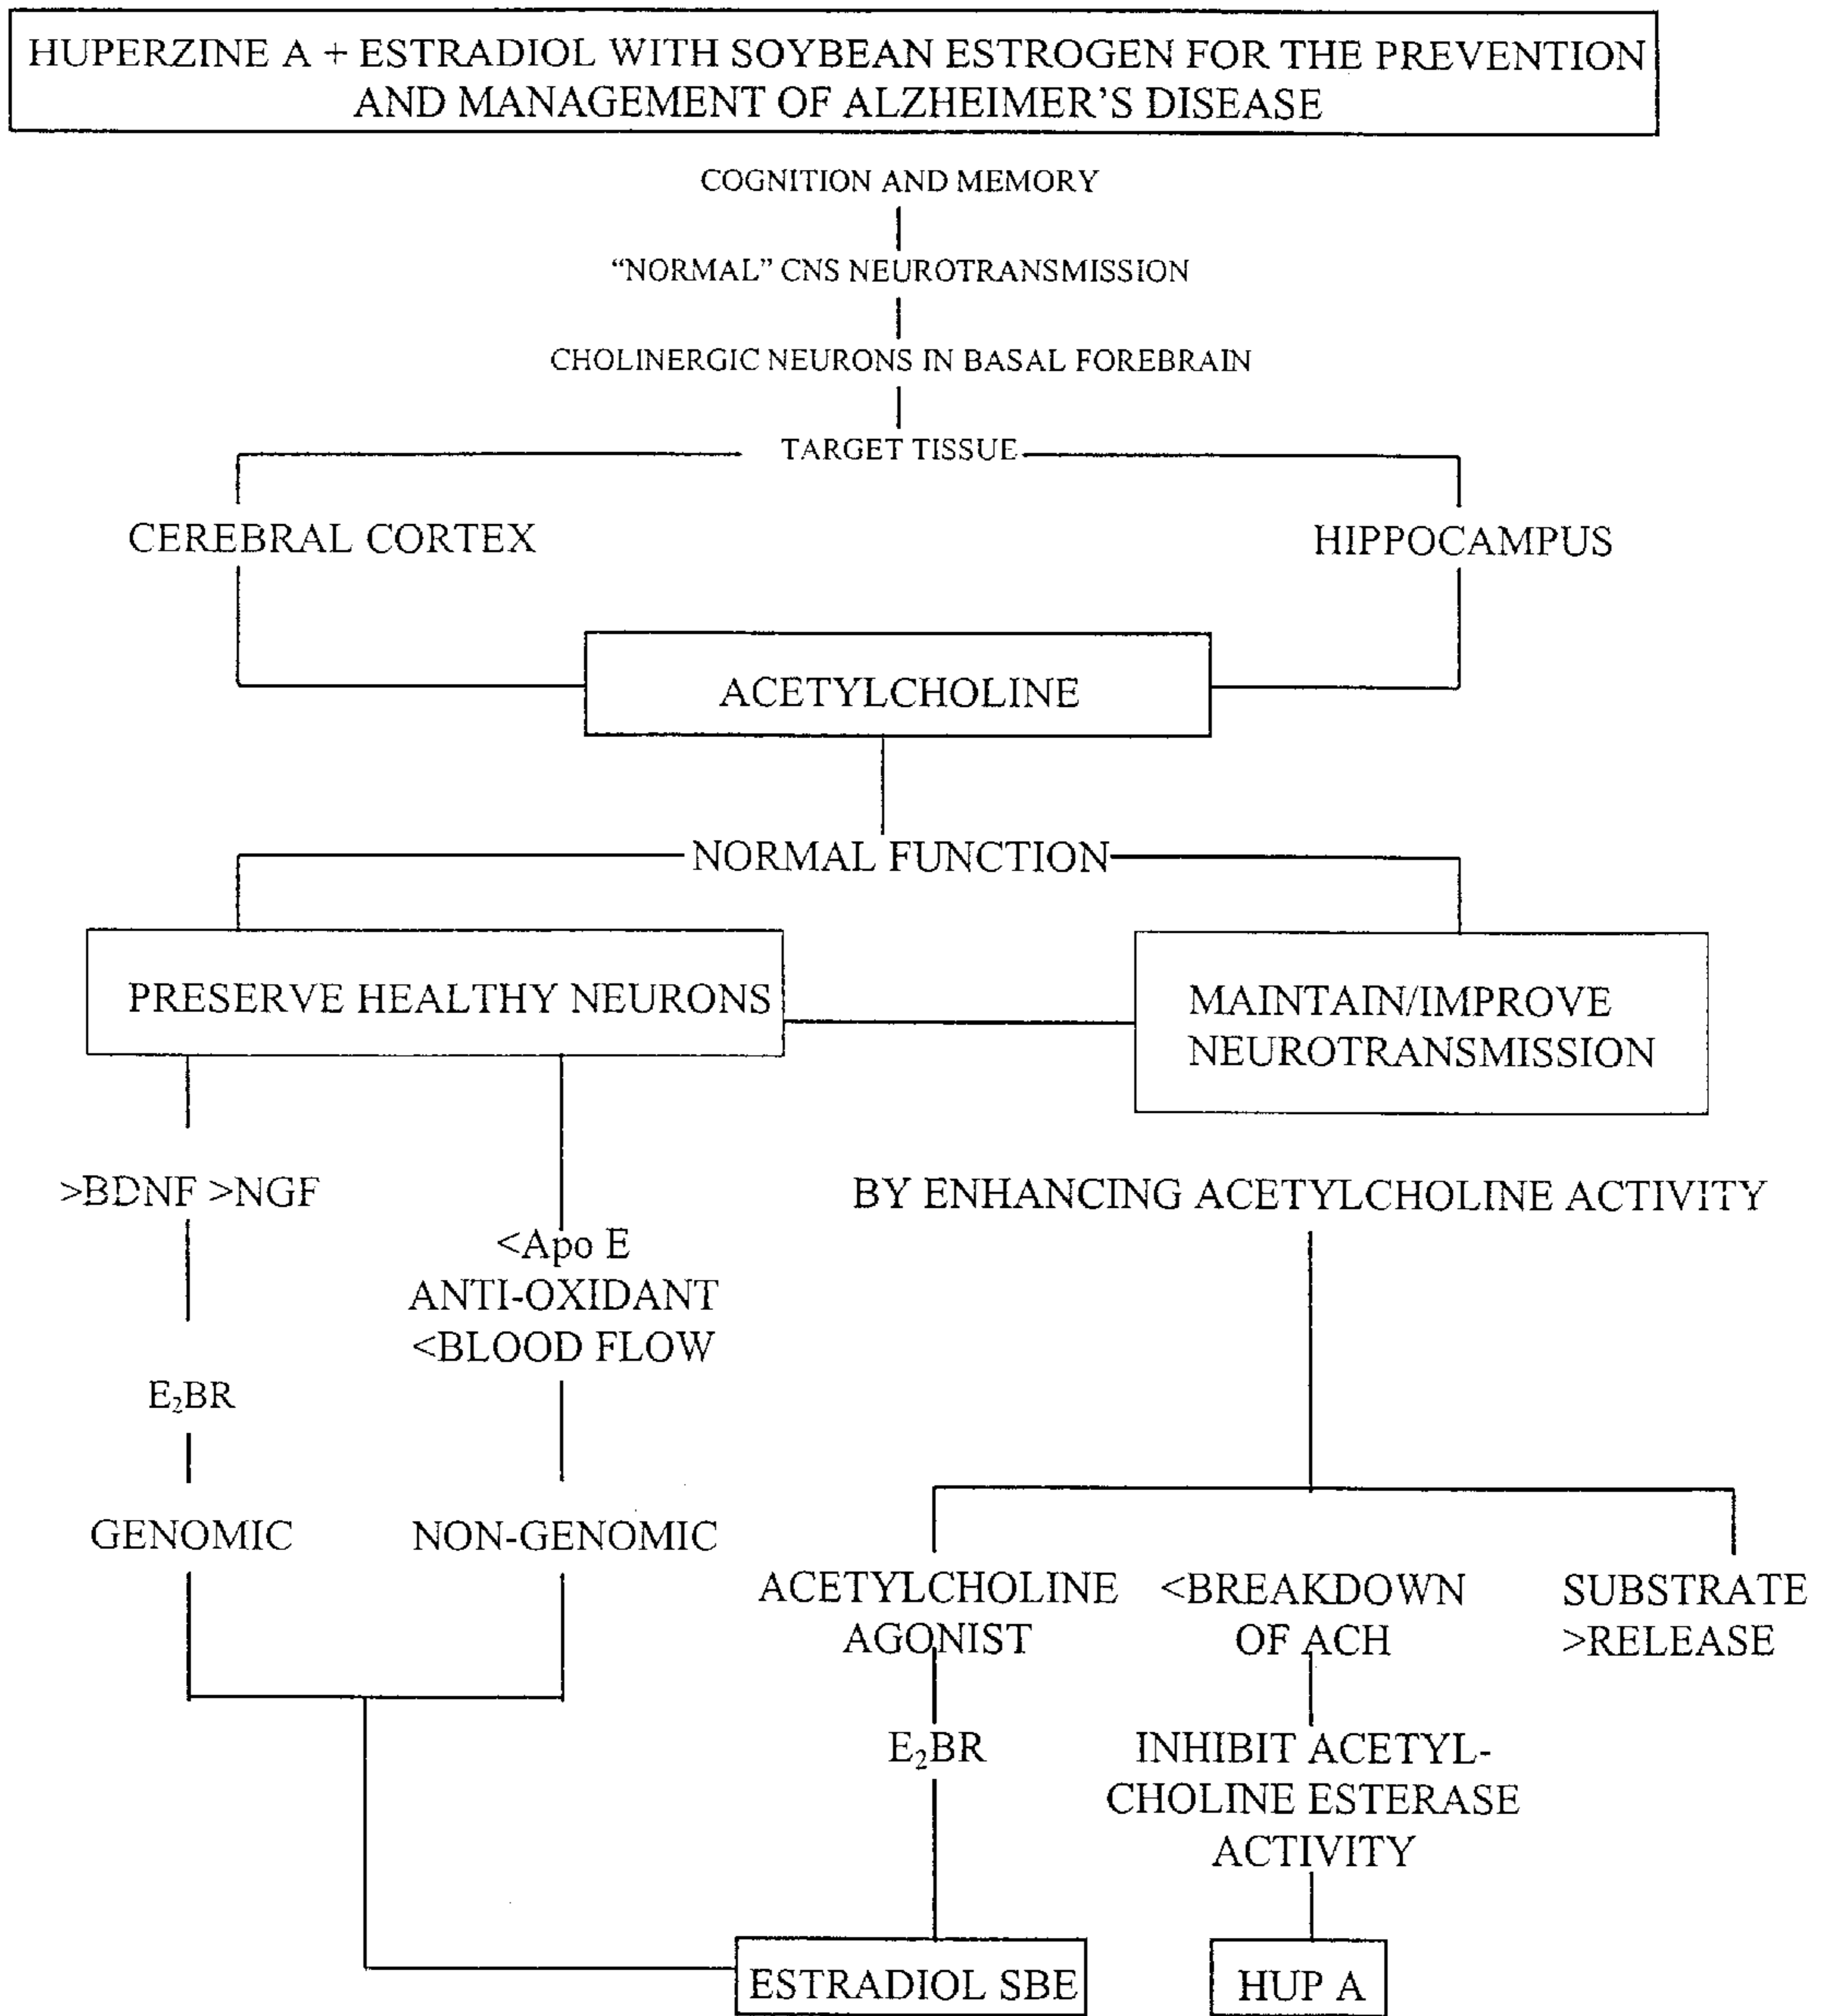 HUPERZINE A + ESTRADIOL WITH SOYBEAN ESTROGEN FOR THE PREVENTION
AND MANAGEMENT OF ALZHEIMER'S DISEASE
COGNITION AND MEMORY
“NORMAL” CNS NEUROTRANSMISSION
CHOLINERGIC NEURONS IN BASAL FOREBRAIN
TARGET TISSUE
CEREBRAL CORTEX
HIPPOCAMPUS
ACETYLCHOLINE
NORMAL FUNCTION
PRESERVE HEALTHY NEURONS
MAINTAIN/IMPROVE
NEUROTRANSMISSION
>BDNF >NGF
<Apo E
ANTI-OXIDANT
<BLOOD FLOW
E₂BR
GENOMIC
NON-GENOMIC
BY ENHANCING ACETYLCHOLINE ACTIVITY
ACETYLCHOLINE
AGONIST
<BREAKDOWN
OF ACH
SUBSTRATE
>RELEASE
E₂BR
INHIBIT ACETYL-
CHOLINE ESTERASE
ACTIVITY
ESTRADIOL SBE
HUP A